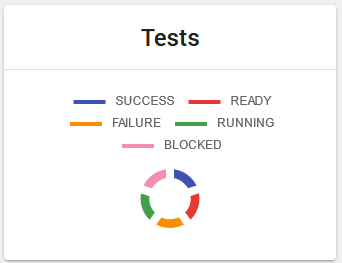 Tests
SUCCESS READY
FAILURE RUNNING
BLOCKED